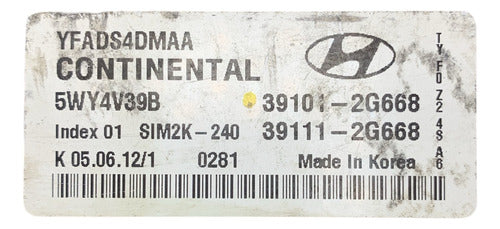 YFADS4DMAA
CONTINENTAL
5WY4V39B 39101-2G668
Index 01 SIM2K-240 39111-2G668
K 05.06.12/1 0281 Made In Korea
TY F0 Z2 4S A6